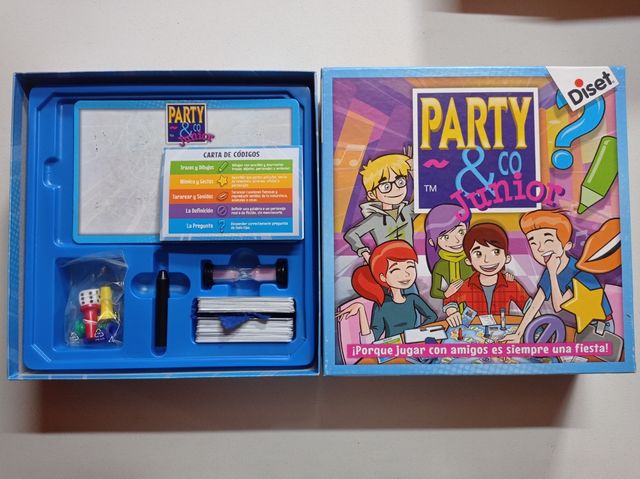 PARTY
~ & CO
™ Junior
CARTA DE CÓDIGOS
Trazos y Dibujos
Mímica y Gestos
Tararear y Sonidos
La Definición
La Pregunta
Diset
PARTY
~ & CO
TM Junior
¡Porque jugar con amigos es siempre una fiesta!